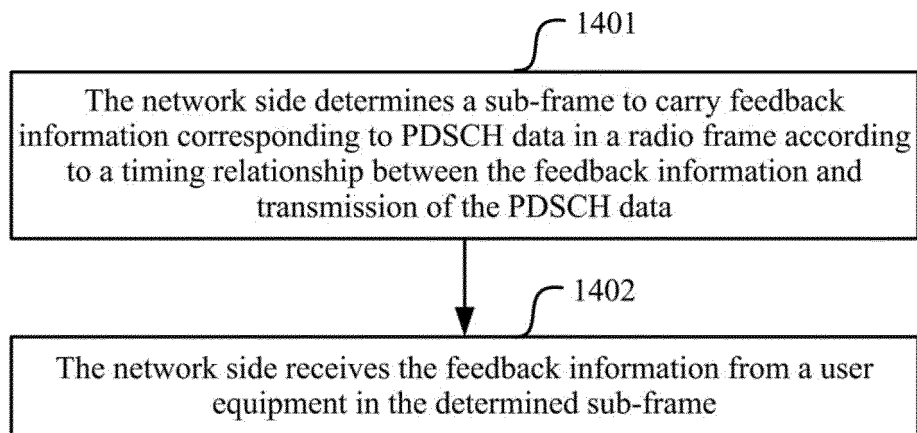 1401
The network side determines a sub-frame to carry feedback
information corresponding to PDSCH data in a radio frame according
to a timing relationship between the feedback information and
transmission of the PDSCH data
1402
The network side receives the feedback information from a user
equipment in the determined sub-frame